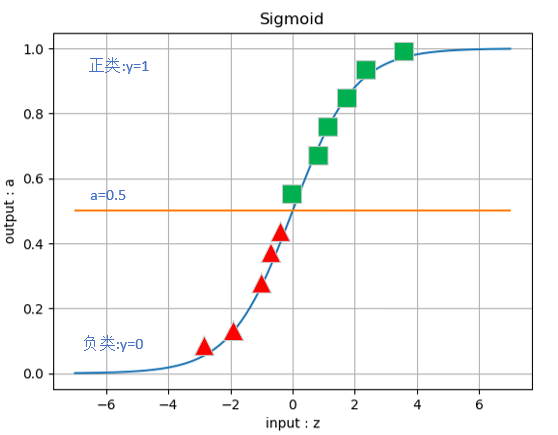 Sigmoid
1.0
正类:y=1
0.8
0.6
a=0.5
output : a
0.4
0.2
负类:y=0
0.0
−6 −4 −2 0 2 4 6
input : z